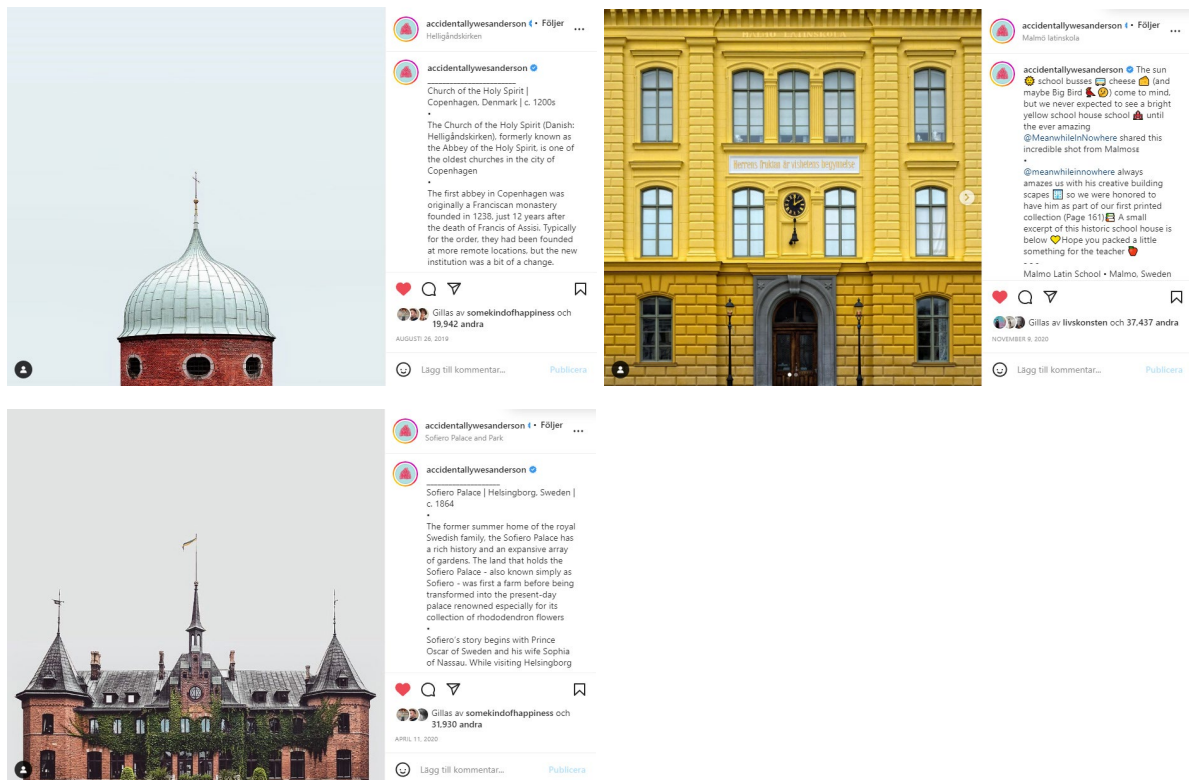 accidentallywesanderson • Följer
Helligåndskirken
accidentallywesanderson
Church of the Holy Spirit |
Copenhagen, Denmark | c. 1200s
•
The Church of the Holy Spirit (Danish:
Helligåndskirken), formerly known as
the Abbey of the Holy Spirit, is one of
the oldest churches in the city of
Copenhagen
•
The first abbey in Copenhagen was
originally a Franciscan monastery
founded in 1238, just 12 years after
the death of Francis of Assisi. Typically
for the order, they had been founded
at more remote locations, but the new
institution was a bit of a change.
Gillas av somekindofhappiness och
19,942 andra
AUGUSTI 26, 2019
Lägg till kommentar... Publicera
MALMÖ LATINSKOLA
Herrens fruktan är vishetens begynnelse
accidentallywesanderson • Följer
Malmö latinskola
accidentallywesanderson The sun
🌞 school busses 🚌 cheese 🧀 (and
maybe Big Bird) come to mind,
but we never expected to see a bright
yellow school house school until
the ever amazing
@MeanwhileInNowhere shared this
incredible shot from Malmose
•
@meanwhileinnowhere always
amazes us with his creative building
scapes so we were honored to
have him as part of our first printed
collection (Page 161) A small
excerpt of this historic school house is
below 💛 Hope you packed a little
something for the teacher 🍎
- - -
Malmo Latin School • Malmo, Sweden
Gillas av livskonsten och 37,437 andra
NOVEMBER 9, 2020
Lägg till kommentar... Publicera
accidentallywesanderson • Följer
Sofiero Palace and Park
accidentallywesanderson
Sofiero Palace | Helsingborg, Sweden |
c. 1864
•
The former summer home of the royal
Swedish family, the Sofiero Palace has
a rich history and an expansive array
of gardens. The land that holds the
Sofiero Palace - also known simply as
Sofiero - was first a farm before being
transformed into the present-day
palace renowned especially for its
collection of rhododendron flowers
•
Sofiero's story begins with Prince
Oscar of Sweden and his wife Sophia
of Nassau. While visiting Helsingborg
Gillas av somekindofhappiness och
31,930 andra
APRIL 11, 2020
Lägg till kommentar... Publicera